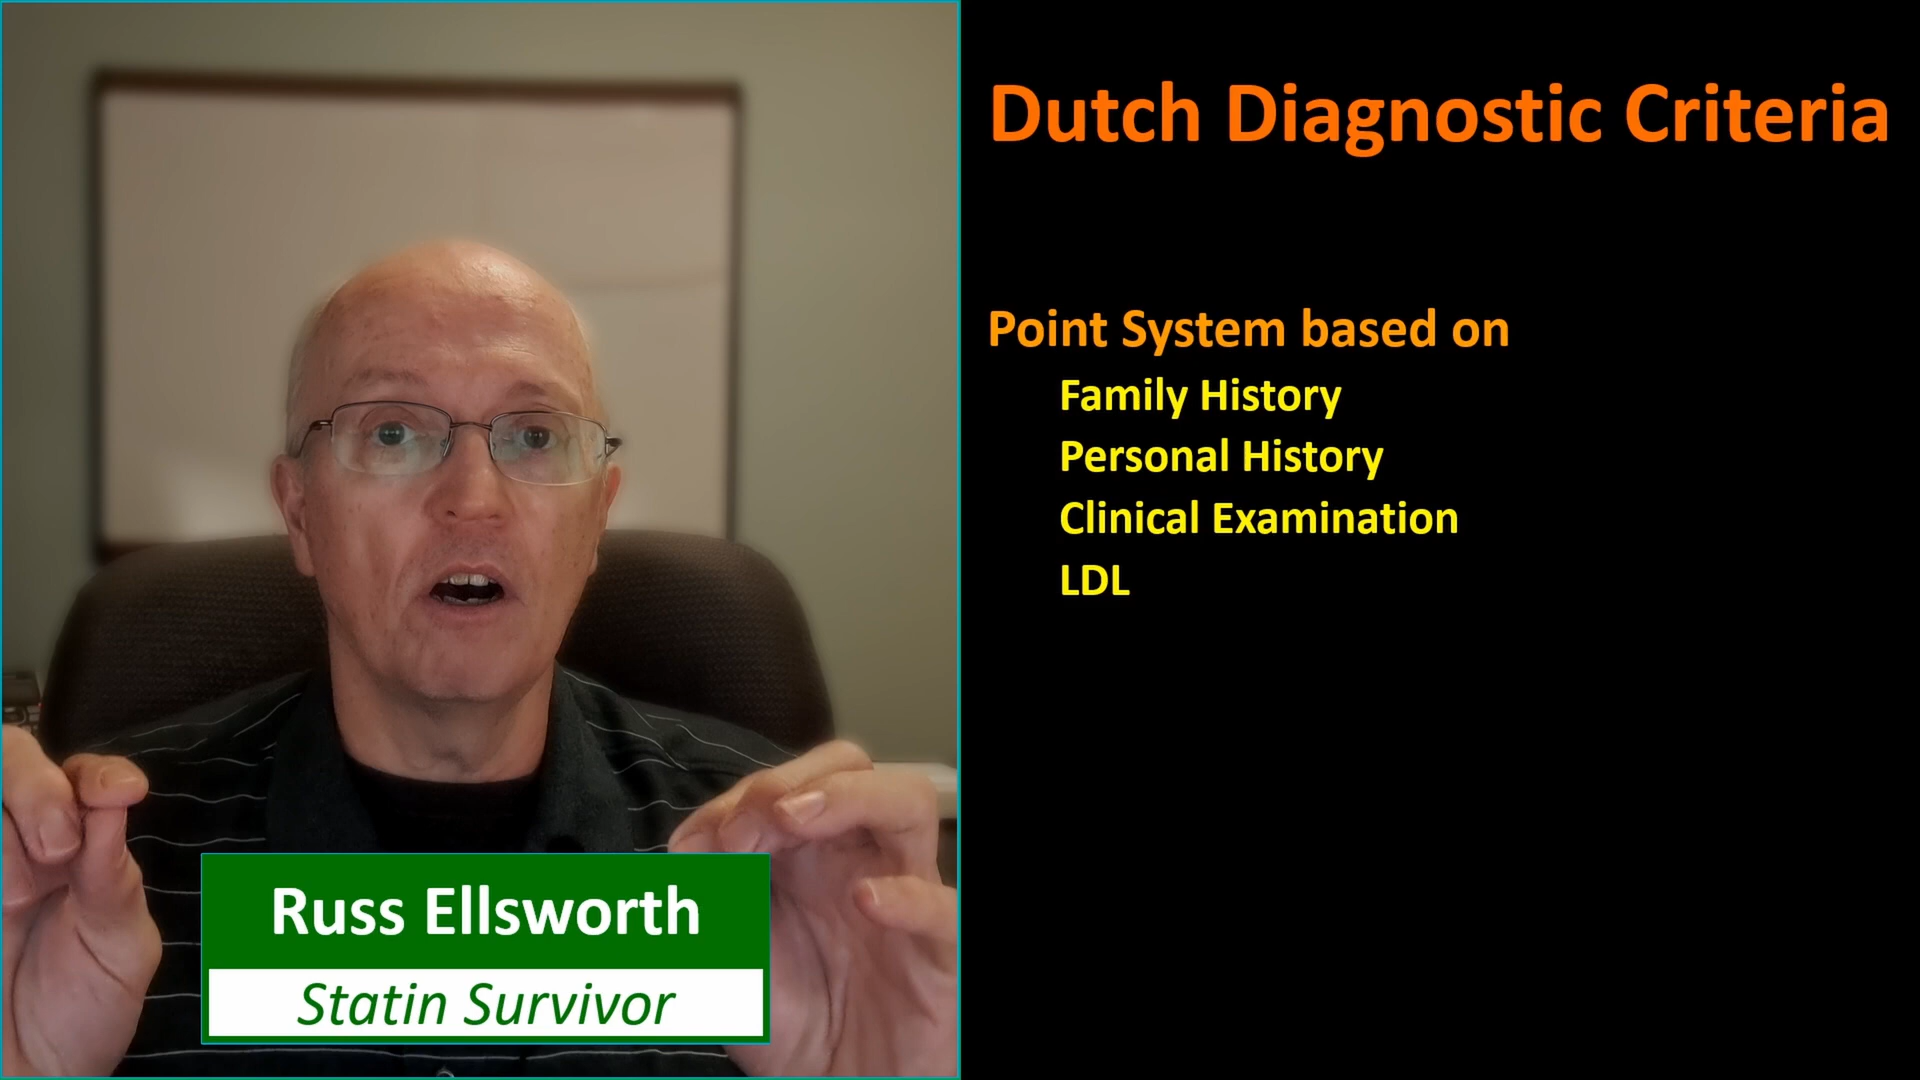 Dutch Diagnostic Criteria
Point System based on
Family History
Personal History
Clinical Examination
LDL
Russ Ellsworth
Statin Survivor